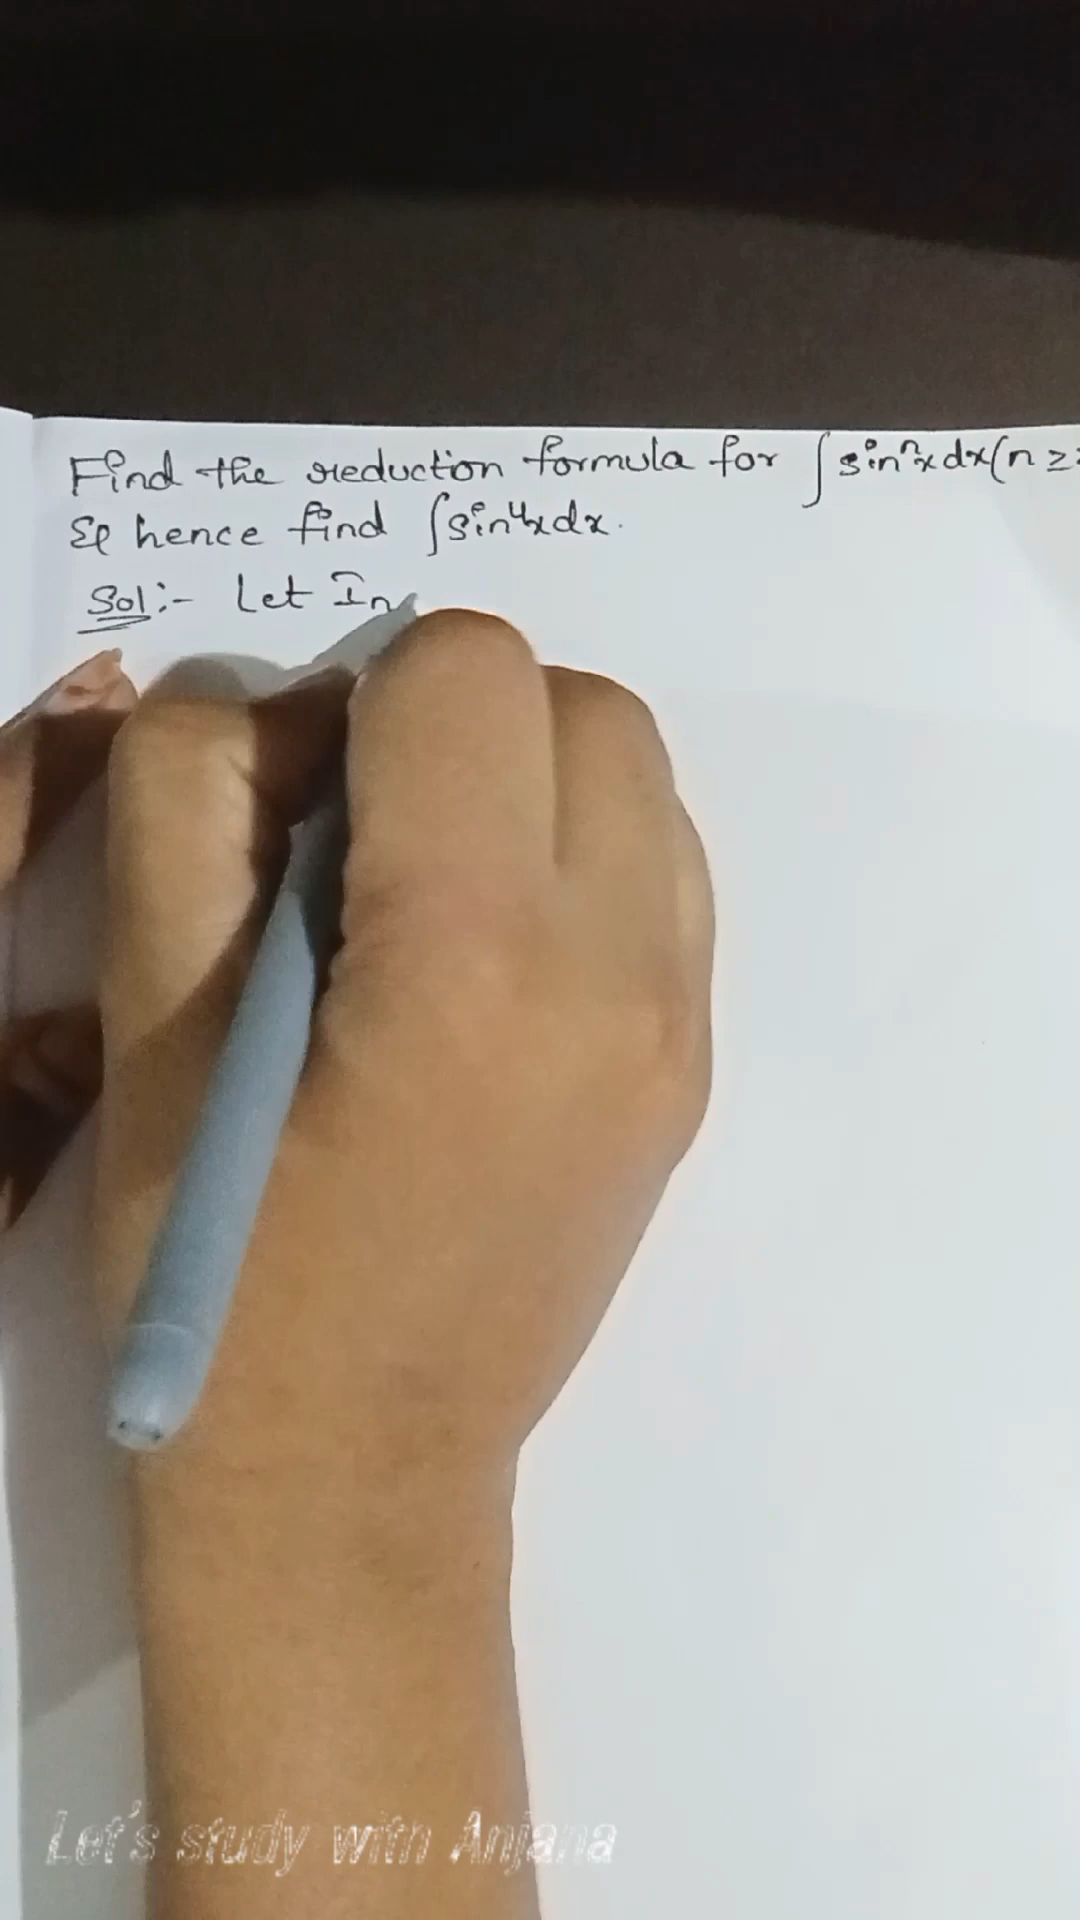 Find the reduction formula for ∫sinⁿx dx (n ≥
& hence find ∫sin⁴x dx.
Sol:- Let In
Let's study with Anjana